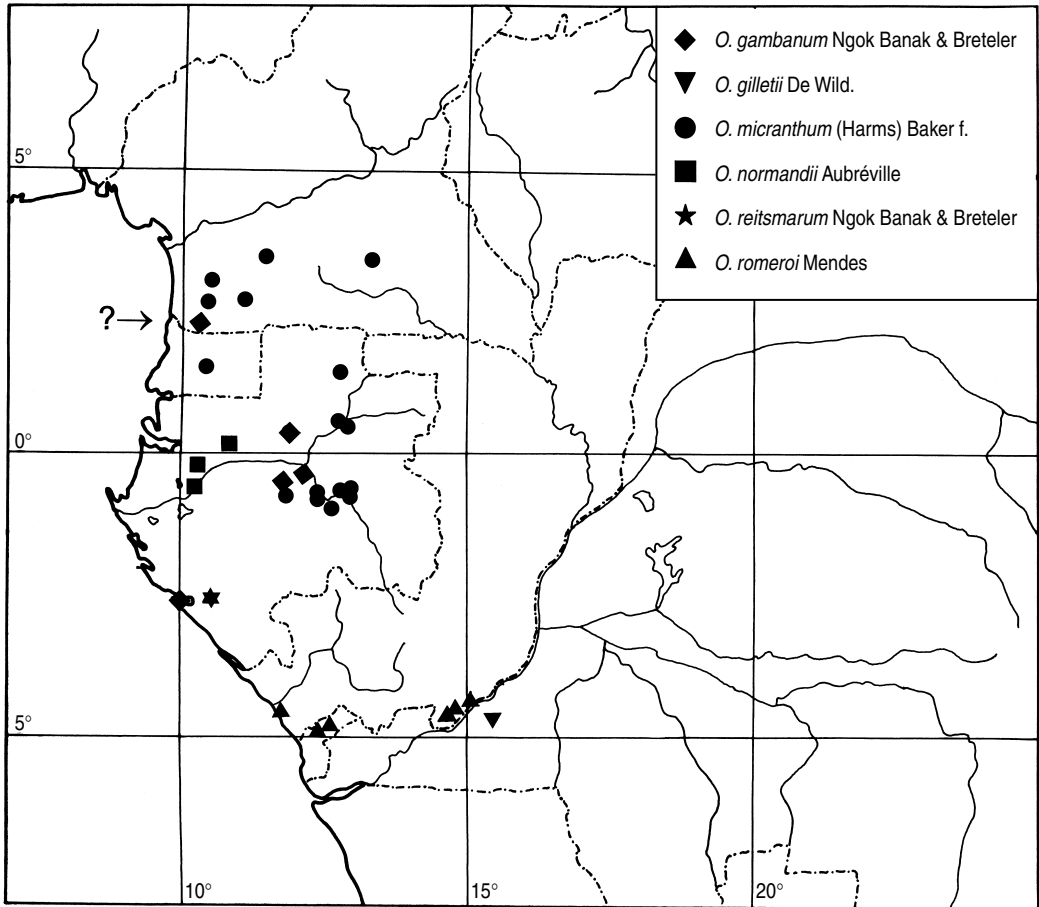 O. gambanum Ngok Banak & Breteler
O. gilletii De Wild.
O. micranthum (Harms) Baker f.
O. normandii Aubréville
O. reitsmarum Ngok Banak & Breteler
O. romeroi Mendes
5°
?→
0°
5°
10°
15°
20°